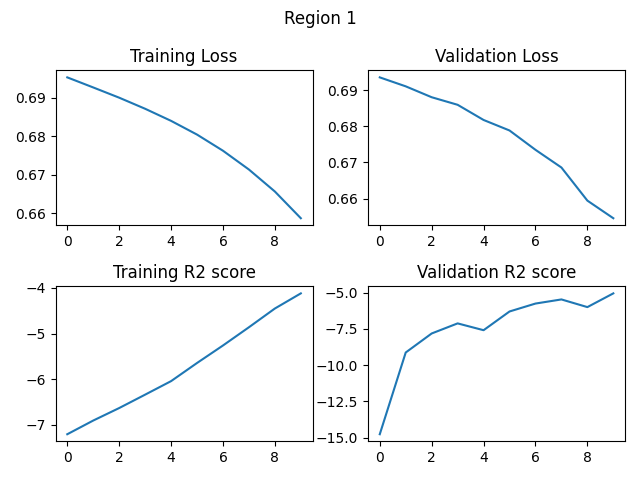 Region 1
Training Loss
0.69
0.68
0.67
0.66
0 2 4 6 8
Validation Loss
0.69
0.68
0.67
0.66
0 2 4 6 8
Training R2 score
−4
−5
−6
−7
0 2 4 6 8
Validation R2 score
−5.0
−7.5
−10.0
−12.5
−15.0
0 2 4 6 8